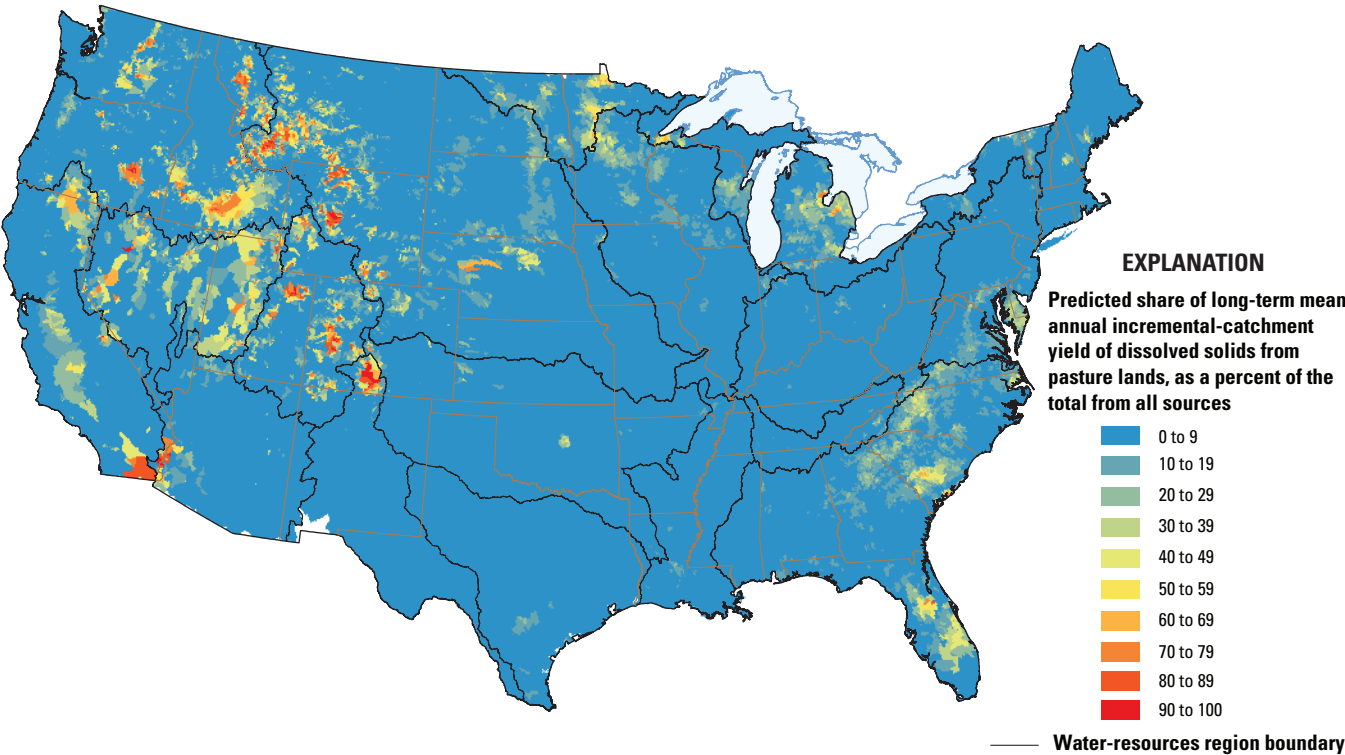 EXPLANATION
Predicted share of long-term mean
annual incremental-catchment
yield of dissolved solids from
pasture lands, as a percent of the
total from all sources
0 to 9
10 to 19
20 to 29
30 to 39
40 to 49
50 to 59
60 to 69
70 to 79
80 to 89
90 to 100
Water-resources region boundary